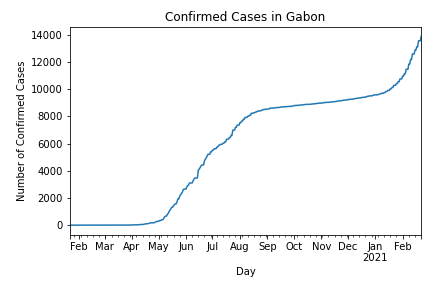 Confirmed Cases in Gabon
Number of Confirmed Cases
14000
12000
10000
8000
6000
4000
2000
0
Feb Mar Apr May Jun Jul Aug Sep Oct Nov Dec Jan Feb
2021
Day